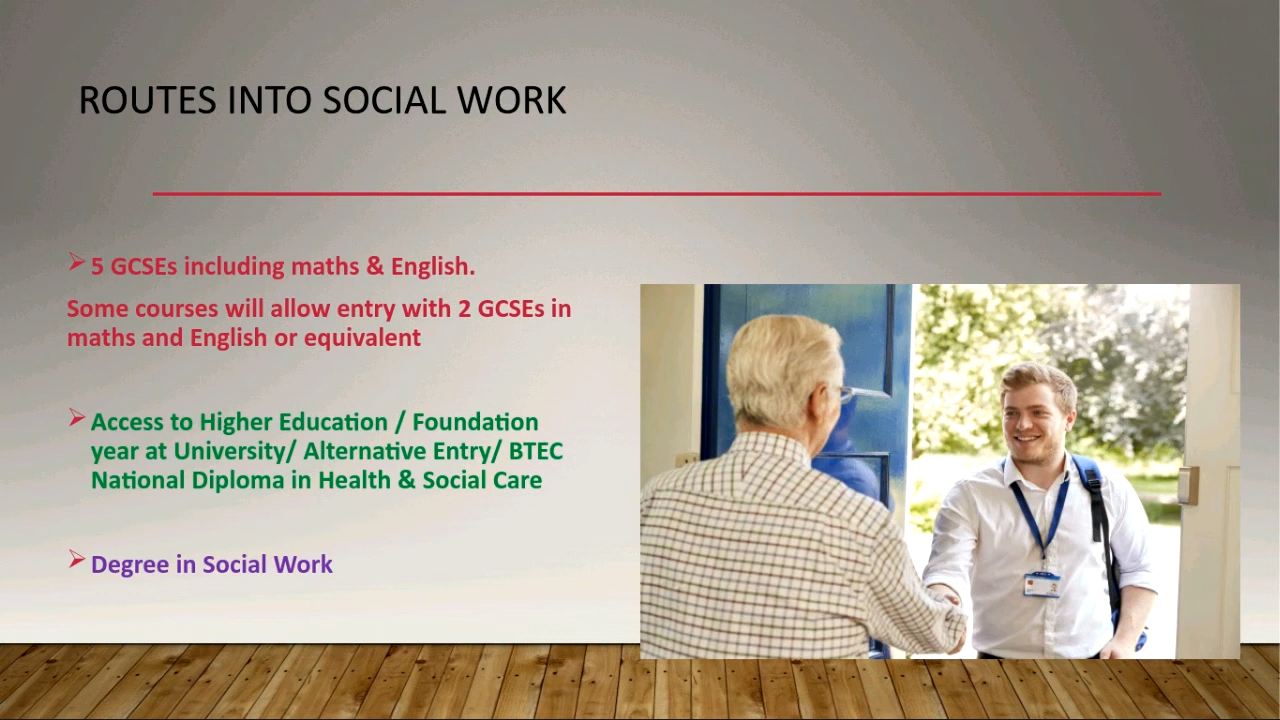 ROUTES INTO SOCIAL WORK
5 GCSEs including maths & English.
Some courses will allow entry with 2 GCSEs in
maths and English or equivalent
Access to Higher Education / Foundation
year at University/ Alternative Entry/ BTEC
National Diploma in Health & Social Care
Degree in Social Work